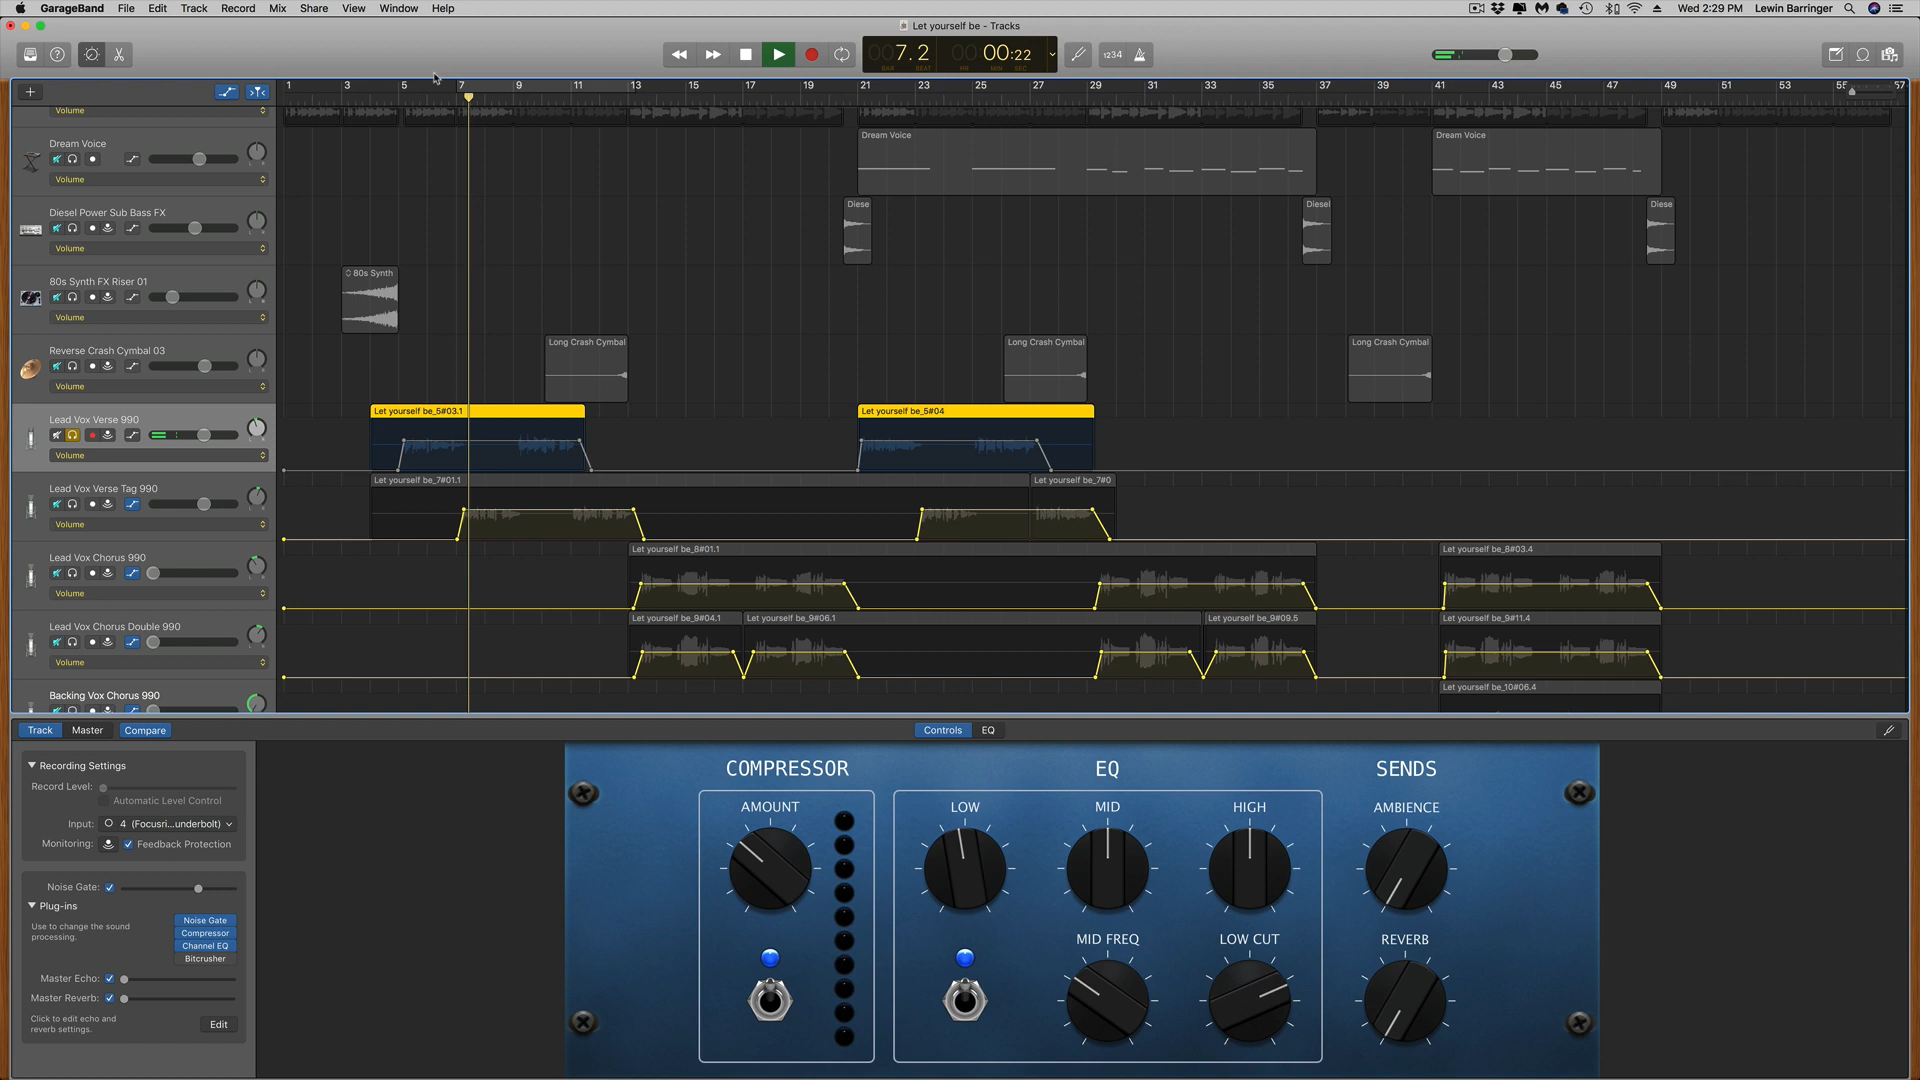 GarageBand File Edit Track Record Mix Share View Window Help
Wed 2:29 PM Lewin Barringer
Let yourself be - Tracks
007.2 00 00:22
BAR BEAT HR MIN SEC
1234
1 3 5 7 9 11 13 15 17 19 21 23 25 27 29 31 33 35 37 39 41 43 45 47 49 51 53 55 57
Volume
Dream Voice
Volume
Dream Voice
Dream Voice
Diesel Power Sub Bass FX
Volume
Diese
Diesel
Diese
80s Synth FX Riser 01
Volume
80s Synth
Reverse Crash Cymbal 03
Volume
Long Crash Cymbal
Long Crash Cymbal
Long Crash Cymbal
Lead Vox Verse 990
Volume
Let yourself be_5#03.1
Let yourself be_5#04
Lead Vox Verse Tag 990
Volume
Let yourself be_7#01.1
Let yourself be_7#0
Lead Vox Chorus 990
Volume
Let yourself be_8#01.1
Let yourself be_8#03.4
Lead Vox Chorus Double 990
Volume
Let yourself be_9#04.1
Let yourself be_9#06.1
Let yourself be_9#09.5
Let yourself be_9#11.4
Backing Vox Chorus 990
Let yourself be_10#06.4
Track Master Compare
Controls EQ
Recording Settings
Record Level:
Automatic Level Control
Input: 4 (Focusri...underbolt)
Monitoring: Feedback Protection
Noise Gate:
Plug-ins
Use to change the sound
processing.
Noise Gate
Compressor
Channel EQ
Bitcrusher
Master Echo:
Master Reverb:
Click to edit echo and
reverb settings.
Edit
COMPRESSOR
AMOUNT
EQ
LOW
MID
HIGH
MID FREQ
LOW CUT
SENDS
AMBIENCE
REVERB